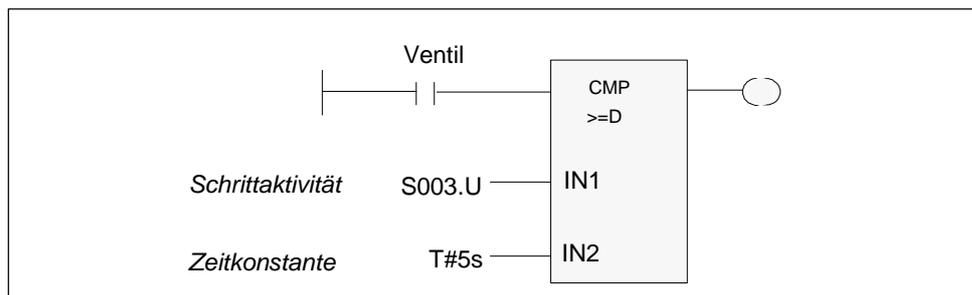 Ventil
CMP
>=D
Schrittaktivität S003.U IN1
Zeitkonstante T#5s IN2